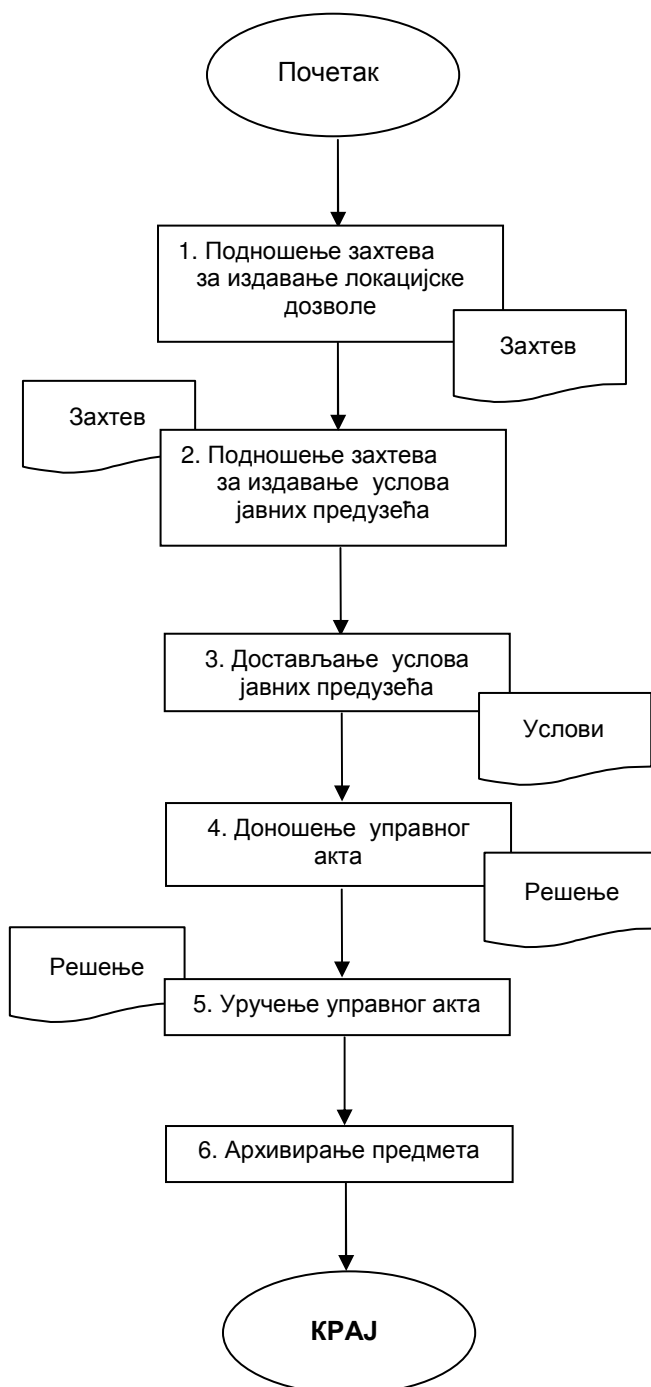 Почетак
1. Подношење захтева
за издавање локацијске
дозволе
Захтев
Захтев
2. Подношење захтева
за издавање услова
јавних предузећа
3. Достављање услова
јавних предузећа
Услови
4. Доношење управног
акта
Решење
Решење
5. Уручење управног акта
6. Архивирање предмета
КРАЈ